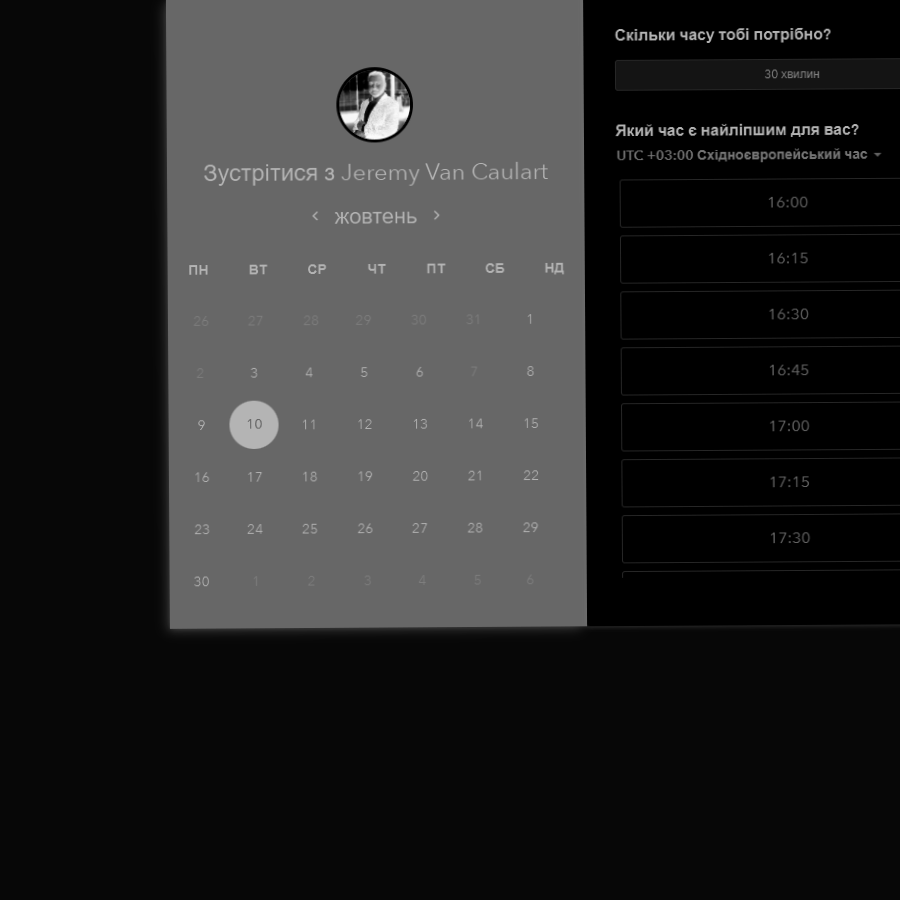 Зустрітися з Jeremy Van Caulart
‹ жовтень ›
ПН ВТ СР ЧТ ПТ СБ НД
26 27 28 29 30 31 1
2 3 4 5 6 7 8
9 10 11 12 13 14 15
16 17 18 19 20 21 22
23 24 25 26 27 28 29
30 1 2 3 4 5 6
Скільки часу тобі потрібно?
30 хвилин
Який час є найліпшим для вас?
UTC +03:00 Східноєвропейський час
16:00
16:15
16:30
16:45
17:00
17:15
17:30